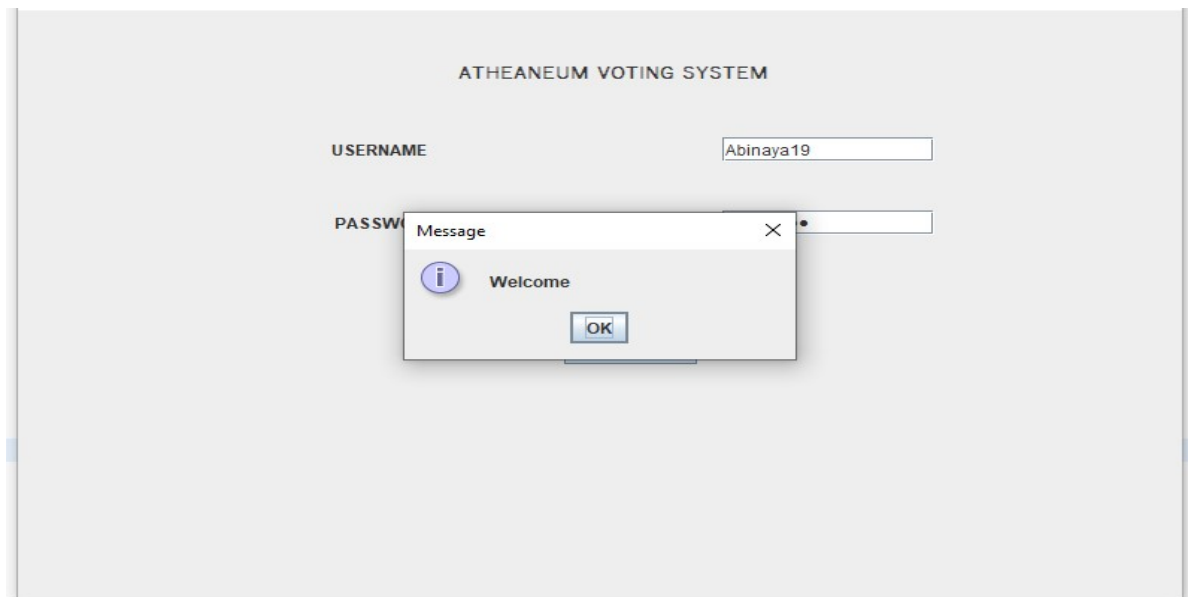 ATHEANEUM VOTING SYSTEM
USERNAME
Abinaya19
Message
Welcome
OK